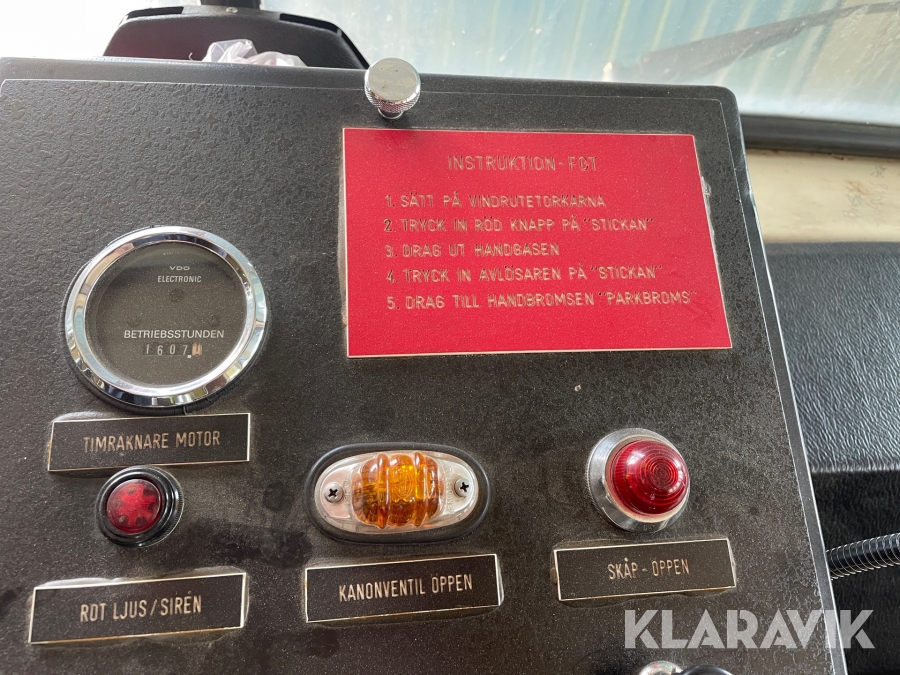 INSTRUKTION-FDT
1. SÄTT PÅ VINDRUTETORKARNA
2. TRYCK IN RÖD KNAPP PÅ "STICKAN"
3. DRAG UT HANDGASEN
4. TRYCK IN AVLÖSAREN PÅ "STICKAN"
5. DRAG TILL HANDBROMSEN "PARKBROMS"
VDO
ELECTRONIC
BETRIEBSSTUNDEN
1607
TIMRAKNARE MOTOR
ROT LJUS/SIRÉN
KANONVENTIL ÖPPEN
SKÅP-ÖPPEN
KLARAVIK